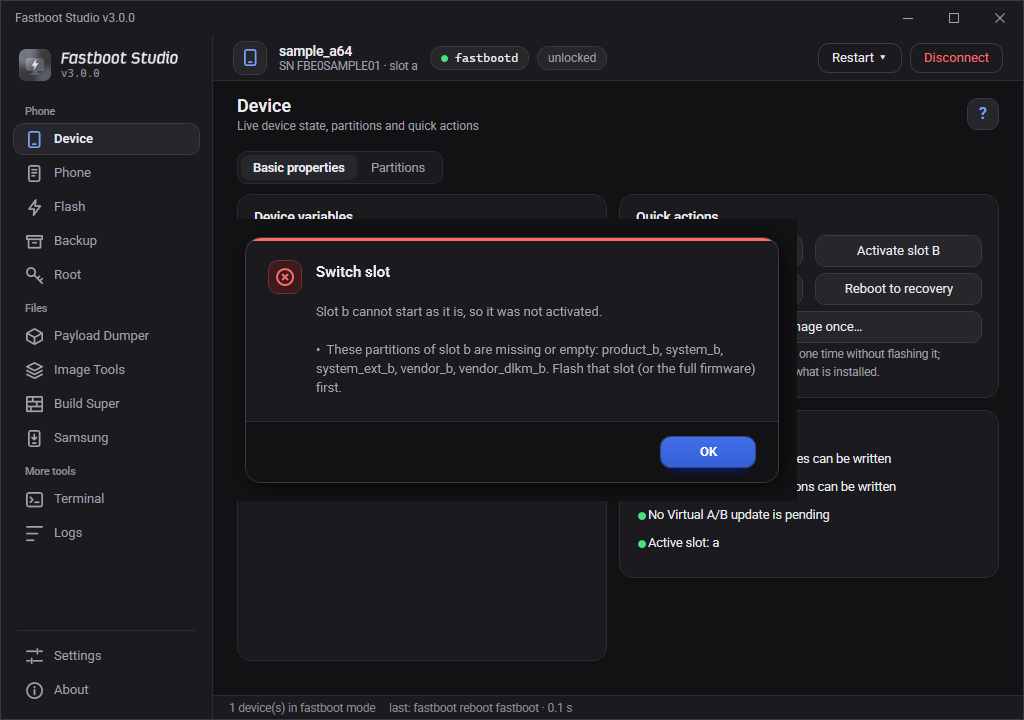 Fastboot Studio v3.0.0
Fastboot Studio
v3.0.0
Phone
Device
Phone
Flash
Backup
Root
Files
Payload Dumper
Image Tools
Build Super
Samsung
More tools
Terminal
Logs
Settings
About
sample_a64
SN FBE0SAMPLE01 · slot a
fastbootd
unlocked
Restart ▾
Disconnect
Device
Live device state, partitions and quick actions
?
Basic properties
Partitions
Device variables
Quick actions
Activate slot B
Reboot to recovery
once…
one time without flashing it;
what is installed.
can be written
can be written
No Virtual A/B update is pending
Active slot: a
Switch slot
Slot b cannot start as it is, so it was not activated.
• These partitions of slot b are missing or empty: product_b, system_b,
system_ext_b, vendor_b, vendor_dlkm_b. Flash that slot (or the full firmware)
first.
OK
1 device(s) in fastboot mode
last: fastboot reboot fastboot · 0.1 s